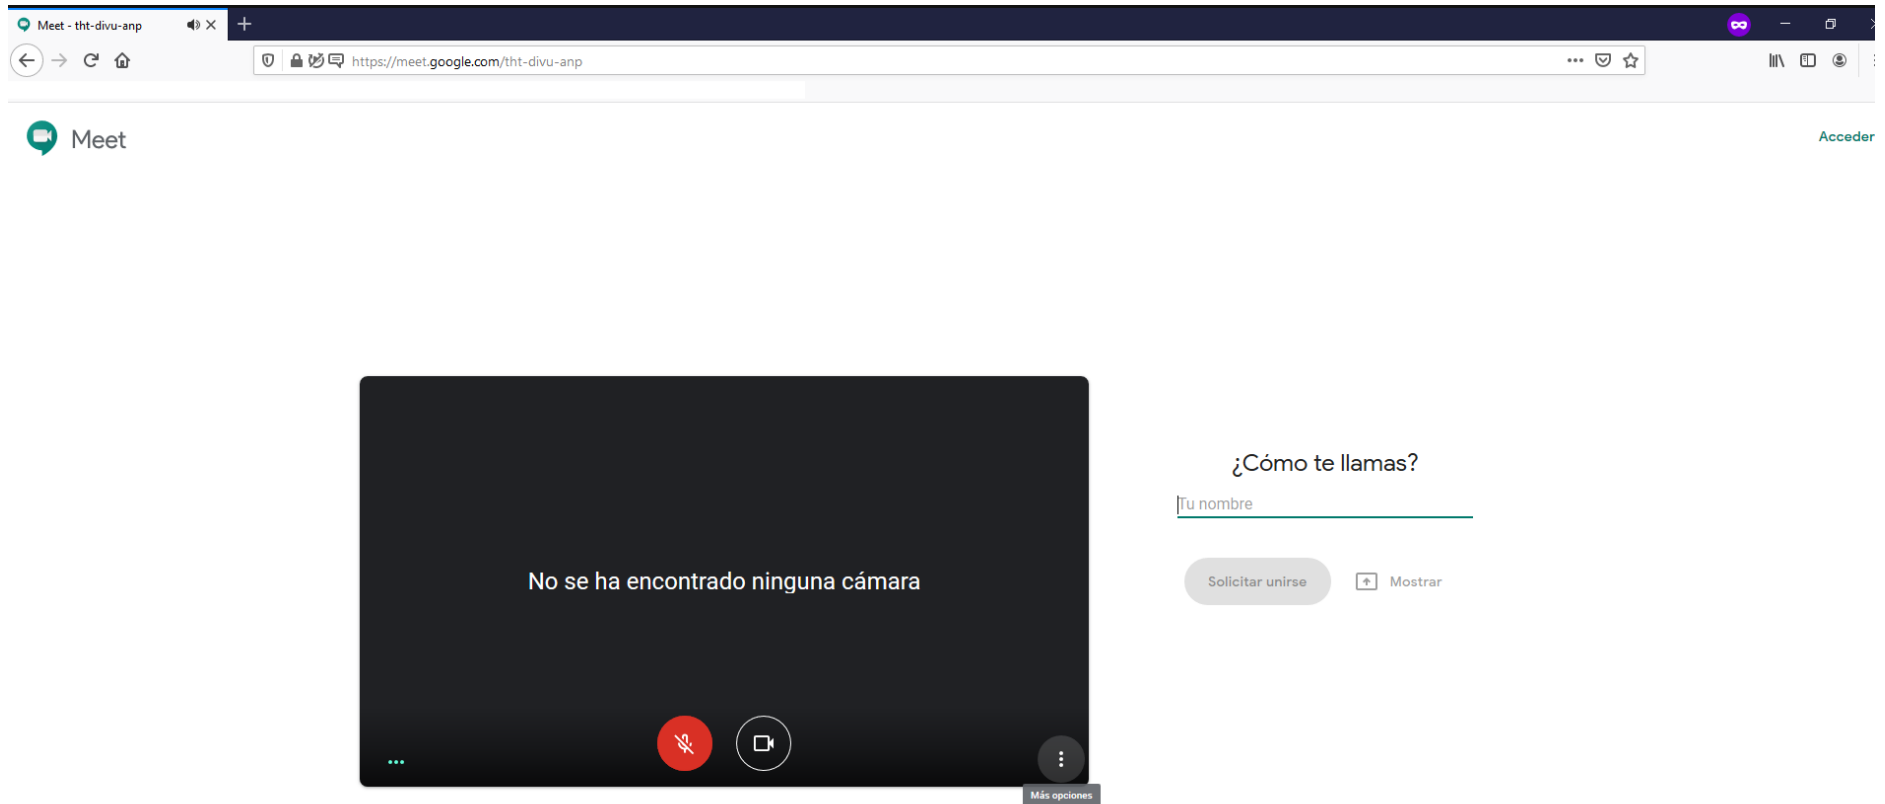 Meet - tht-divu-anp
https://meet.google.com/tht-divu-anp
Meet
Acceder
¿Cómo te llamas?
Tu nombre
No se ha encontrado ninguna cámara
Solicitar unirse
Mostrar
Más opciones